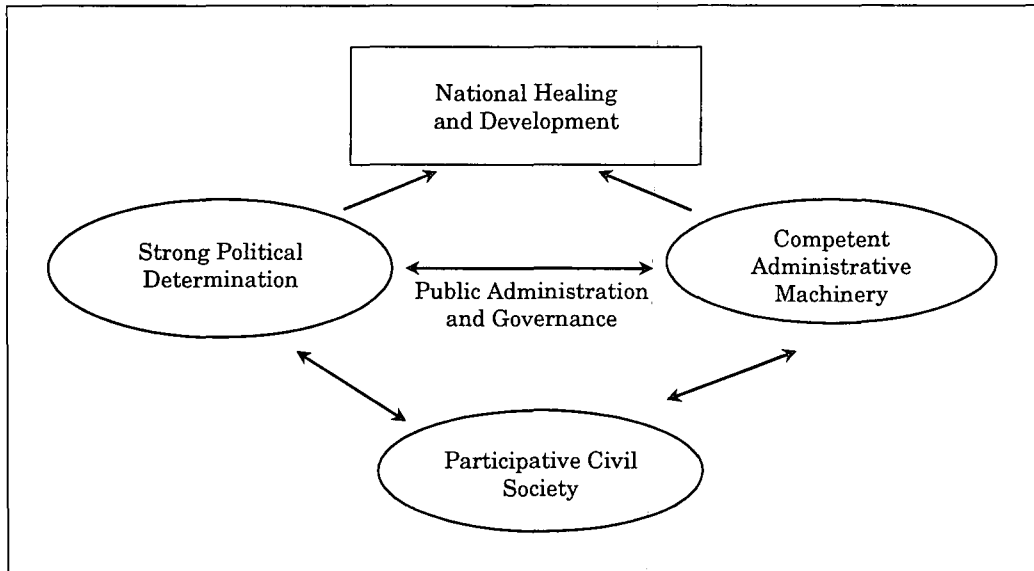 National Healing
and Development
Strong Political
Determination
Competent
Administrative
Machinery
Public Administration
and Governance
Participative Civil
Society